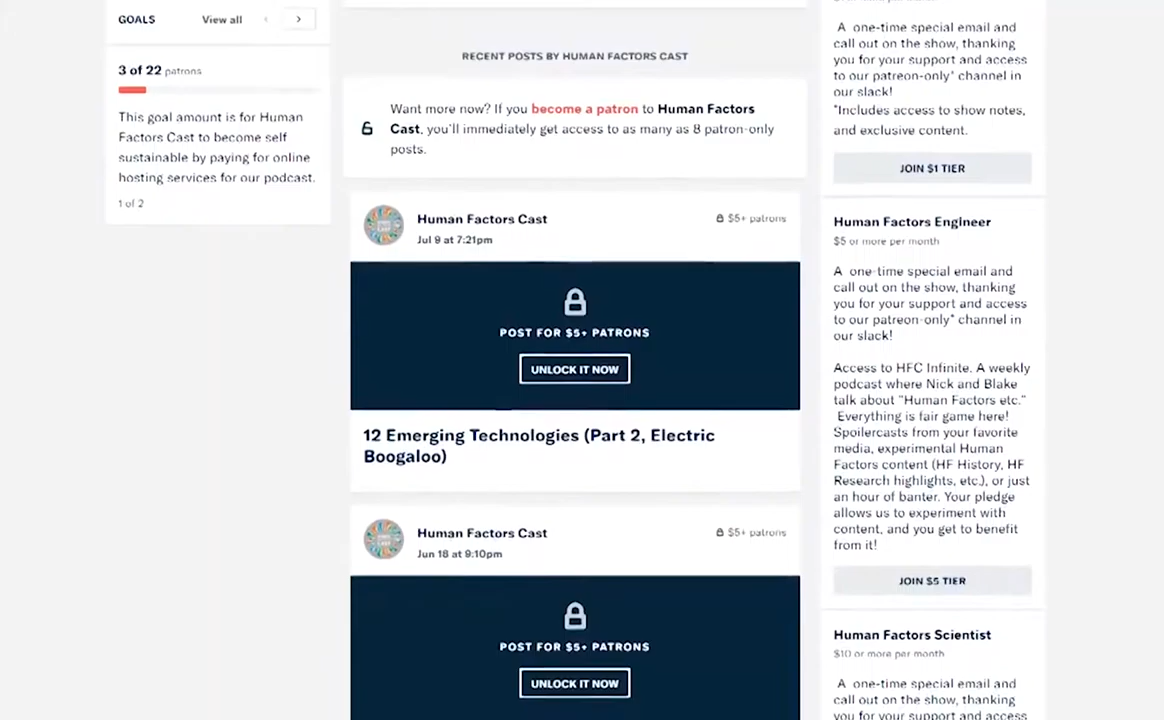 GOALS
View all
3 of 22 patrons
This goal amount is for Human
Factors Cast to become self
sustainable by paying for online
hosting services for our podcast.
1 of 2
RECENT POSTS BY HUMAN FACTORS CAST
Want more now? If you become a patron to Human Factors
Cast, you'll immediately get access to as many as 8 patron-only
posts.
Human Factors Cast
$5+ patrons
Jul 9 at 7:21pm
POST FOR $5+ PATRONS
UNLOCK IT NOW
12 Emerging Technologies (Part 2, Electric
Boogaloo)
Human Factors Cast
$5+ patrons
Jun 18 at 9:10pm
POST FOR $5+ PATRONS
UNLOCK IT NOW
A one-time special email and
call out on the show, thanking
you for your support and access
to our patreon-only* channel in
our slack!
*Includes access to show notes,
and exclusive content.
JOIN $1 TIER
Human Factors Engineer
$5 or more per month
A one-time special email and
call out on the show, thanking
you for your support and access
to our patreon-only* channel in
our slack!
Access to HFC Infinite. A weekly
podcast where Nick and Blake
talk about "Human Factors etc."
Everything is fair game here!
Spoilercasts from your favorite
media, experimental Human
Factors content (HF History, HF
Research highlights, etc.), or just
an hour of banter. Your pledge
allows us to experiment with
content, and you get to benefit
from it!
JOIN $5 TIER
Human Factors Scientist
$10 or more per month
A one-time special email and
call out on the show, thanking
you for your support and access